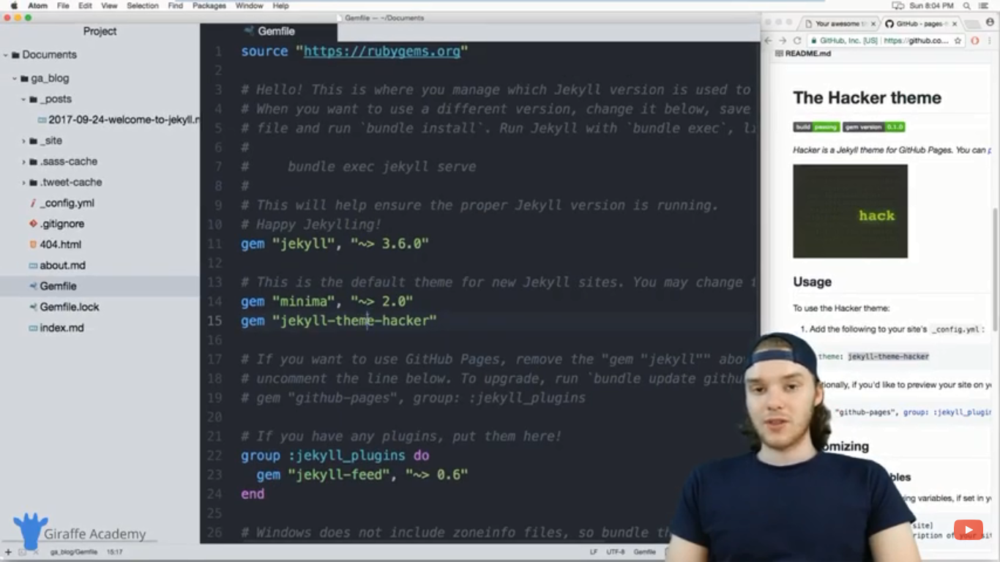 Atom File Edit View Selection Find Packages Window Help
Sun 8:04 PM
Gemfile — ~/Documents
Project
Documents
ga_blog
_posts
2017-09-24-welcome-to-jekyll.r
_site
.sass-cache
.tweet-cache
_config.yml
.gitignore
404.html
about.md
Gemfile
Gemfile.lock
index.md
Gemfile
1 source "https://rubygems.org"
2
3 # Hello! This is where you manage which Jekyll version is used to
4 # When you want to use a different version, change it below, save
5 # file and run `bundle install`. Run Jekyll with `bundle exec`, li
6 #
7 # bundle exec jekyll serve
8 #
9 # This will help ensure the proper Jekyll version is running.
10 # Happy Jekylling!
11 gem "jekyll", "~> 3.6.0"
12
13 # This is the default theme for new Jekyll sites. You may change
14 gem "minima", "~> 2.0"
15 gem "jekyll-theme-hacker"
16
17 # If you want to use GitHub Pages, remove the "gem "jekyll"" abo
18 # uncomment the line below. To upgrade, run `bundle update githu
19 # gem "github-pages", group: :jekyll_plugins
20
21 # If you have any plugins, put them here!
22 group :jekyll_plugins do
23 gem "jekyll-feed", "~> 0.6"
24 end
25
26 # Windows does not include zoneinfo files, so bundle th
Your awesome t
GitHub - pages-
GitHub, Inc. [US] https://github.co...
README.md
The Hacker theme
build passing gem version 0.1.0
Hacker is a Jekyll theme for GitHub Pages. You can
hack
Usage
To use the Hacker theme:
1. Add the following to your site's _config.yml :
theme: jekyll-theme-hacker
tionally, if you'd like to preview your site on yo
"github-pages", group: :jekyll_plugin
omizing
bles
ing variables, if set in yo
site]
ription of your sit
Giraffe Academy
ga_blog/Gemfile 15:17
LF UTF-8 Gemfile